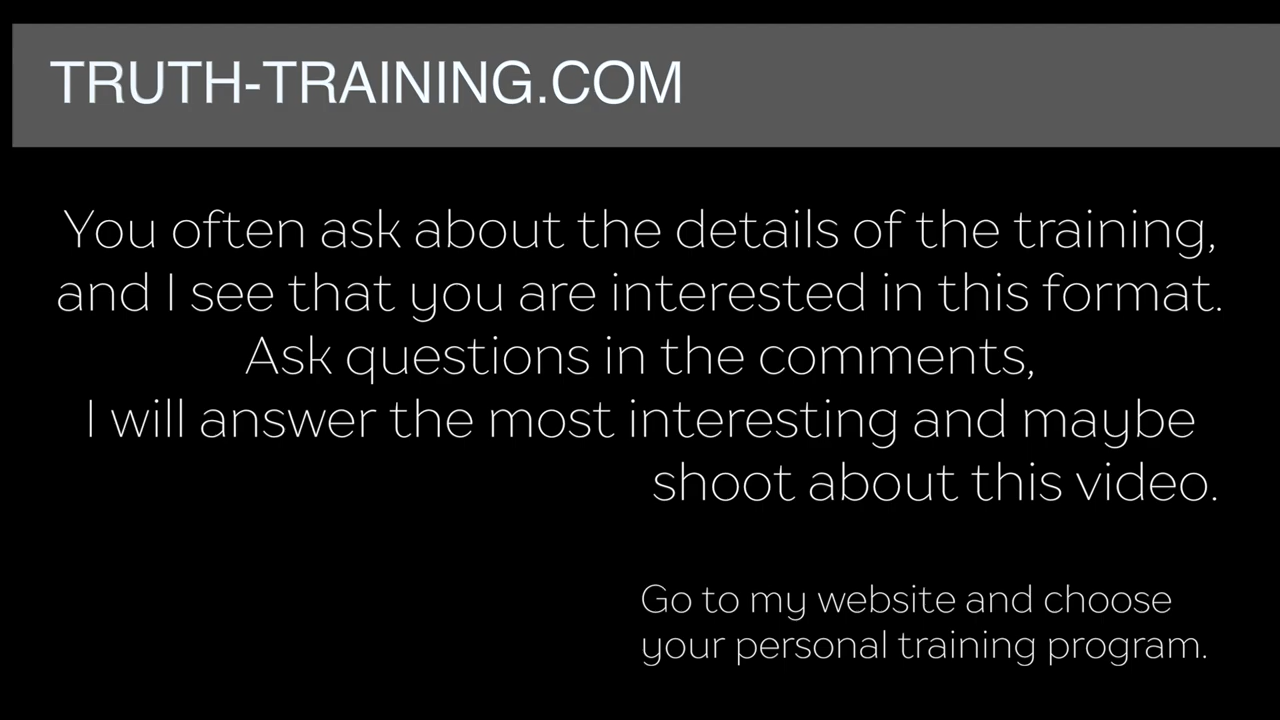 TRUTH-TRAINING.COM
You often ask about the details of the training,
and I see that you are interested in this format.
Ask questions in the comments,
I will answer the most interesting and maybe
shoot about this video.
Go to my website and choose
your personal training program.